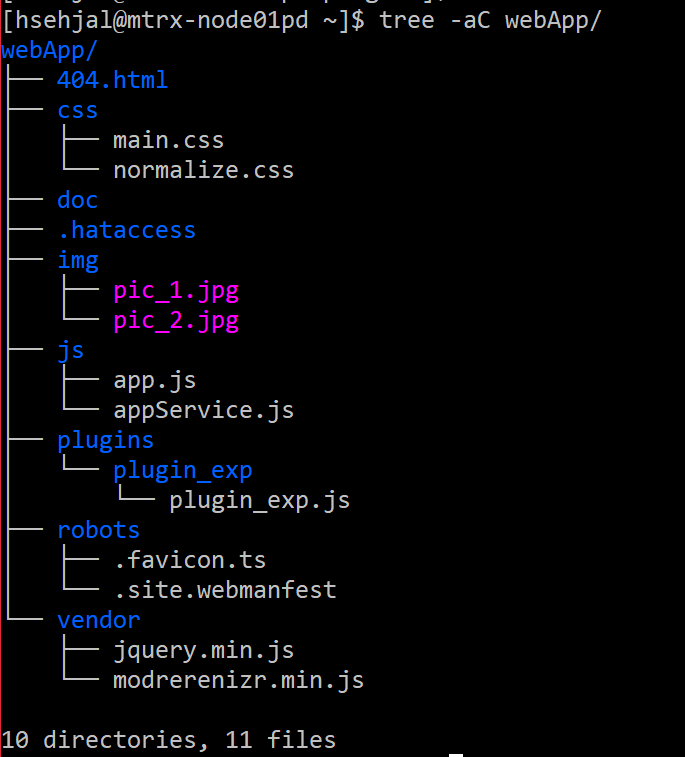 [hsehjal@mtrx-node01pd ~]$ tree -aC webApp/
webApp/
├── 404.html
├── css
│   ├── main.css
│   └── normalize.css
├── doc
├── .hataccess
├── img
│   ├── pic_1.jpg
│   └── pic_2.jpg
├── js
│   ├── app.js
│   └── appService.js
├── plugins
│   └── plugin_exp
│       └── plugin_exp.js
├── robots
│   ├── .favicon.ts
│   └── .site.webmanfest
└── vendor
    ├── jquery.min.js
    └── modrerenizr.min.js
10 directories, 11 files